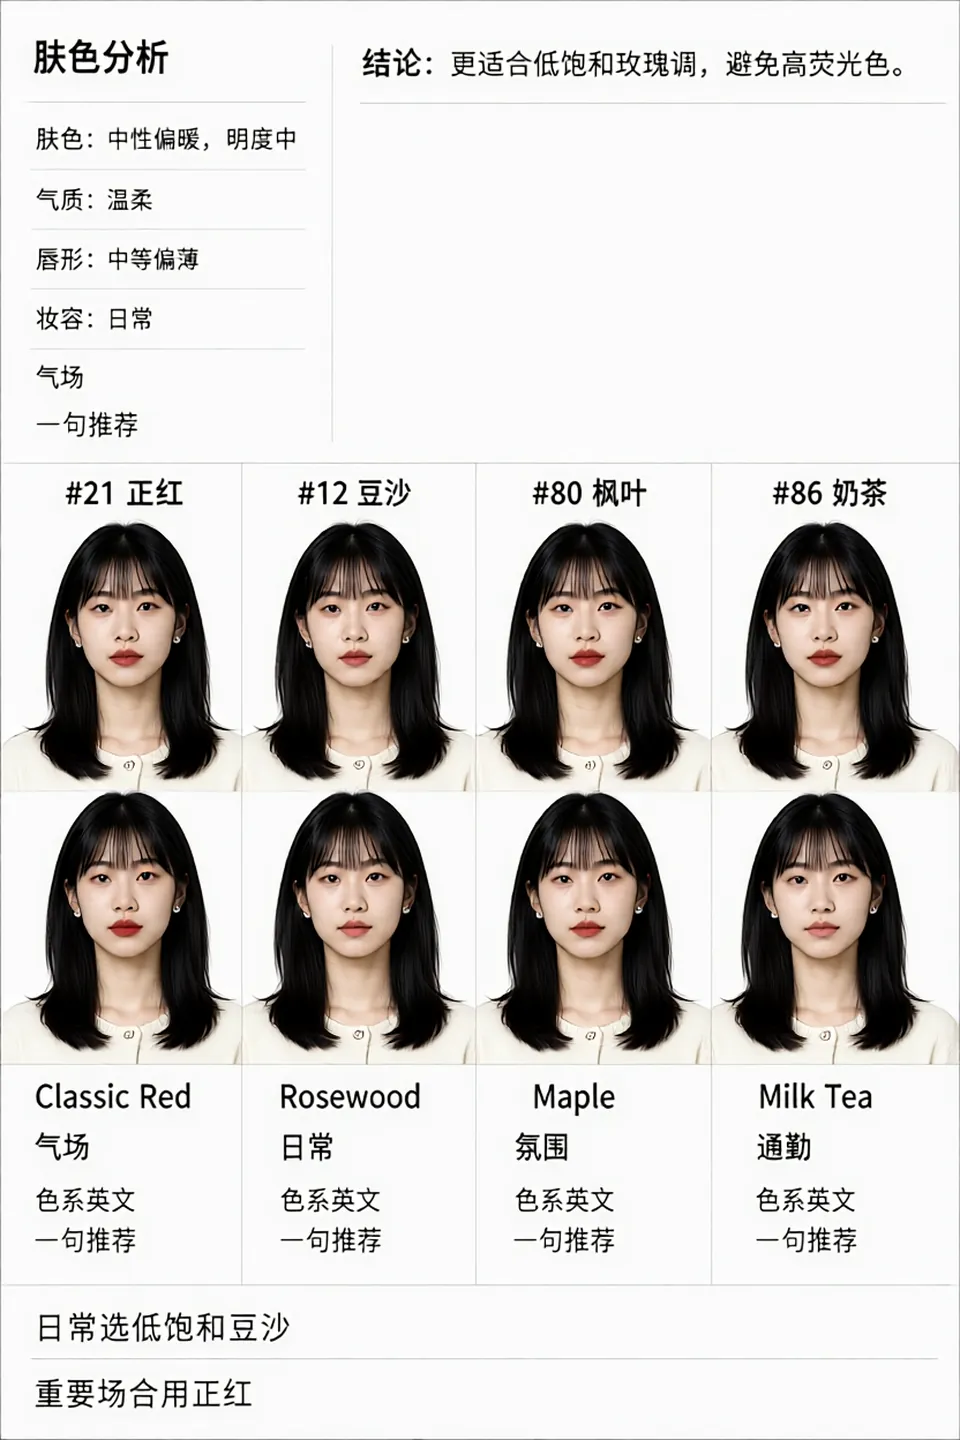 肤色分析
肤色：中性偏暖，明度中
气质：温柔
唇形：中等偏薄
妆容：日常
气场
一句推荐
结论：更适合低饱和玫瑰调，避免高荧光色。
#21 正红
#12 豆沙
#80 枫叶
#86 奶茶
Classic Red
气场
色系英文
一句推荐
Rosewood
日常
色系英文
一句推荐
Maple
氛围
色系英文
一句推荐
Milk Tea
通勤
色系英文
一句推荐
日常选低饱和豆沙
重要场合用正红